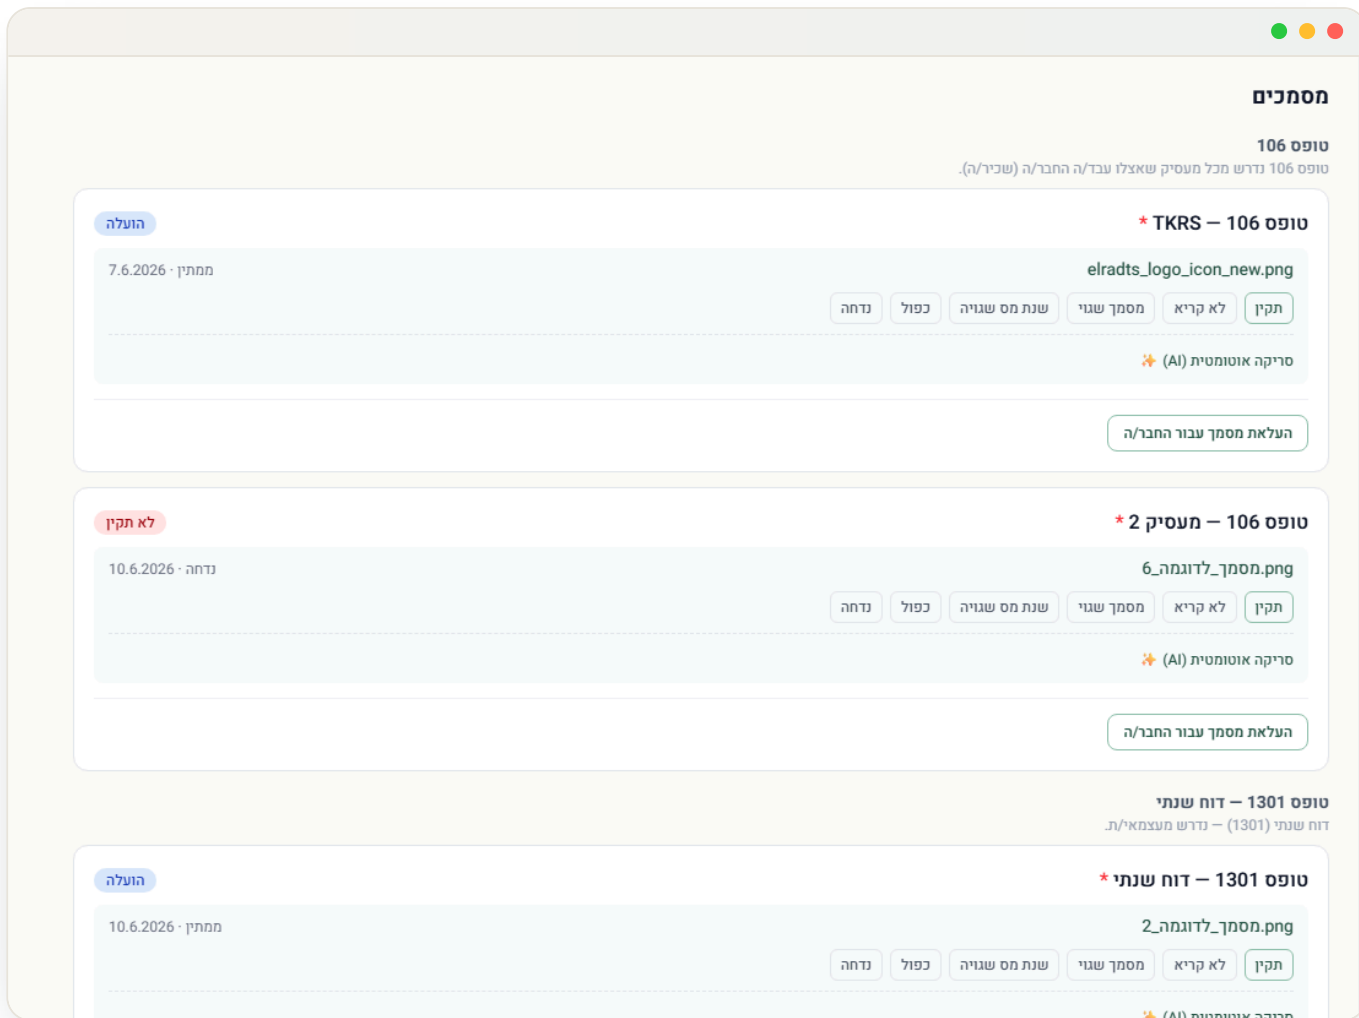 מסמכים
טופס 106
טופס 106 נדרש מכל מעסיק שאצלו עבד/ה החבר/ה (שכיר/ה).
טופס 106 — TKRS *
הועלה
elradts_logo_icon_new.png
ממתין · 7.6.2026
תקין
לא קריא
מסמך שגוי
שנת מס שגויה
כפול
נדחה
סריקה אוטומטית (AI) ✨
העלאת מסמך עבור החבר/ה
טופס 106 — מעסיק 2 *
לא תקין
מסמך_לדוגמה_6.png
נדחה · 10.6.2026
תקין
לא קריא
מסמך שגוי
שנת מס שגויה
כפול
נדחה
סריקה אוטומטית (AI) ✨
העלאת מסמך עבור החבר/ה
טופס 1301 — דוח שנתי
דוח שנתי (1301) — נדרש מעצמאי/ת.
טופס 1301 — דוח שנתי *
הועלה
מסמך_לדוגמה_2.png
ממתין · 10.6.2026
תקין
לא קריא
מסמך שגוי
שנת מס שגויה
כפול
נדחה
סריקה אוטומטית (AI) ✨